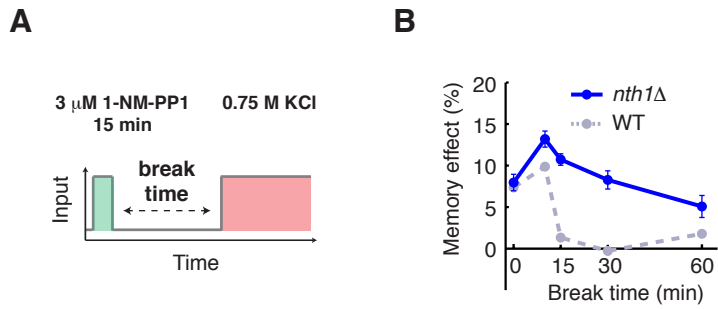 A
3 μM 1-NM-PP1
15 min
0.75 M KCl
break
time
Input
Time
B
Memory effect (%)
20
15
10
5
0
nth1Δ
WT
0 15 30 60
Break time (min)